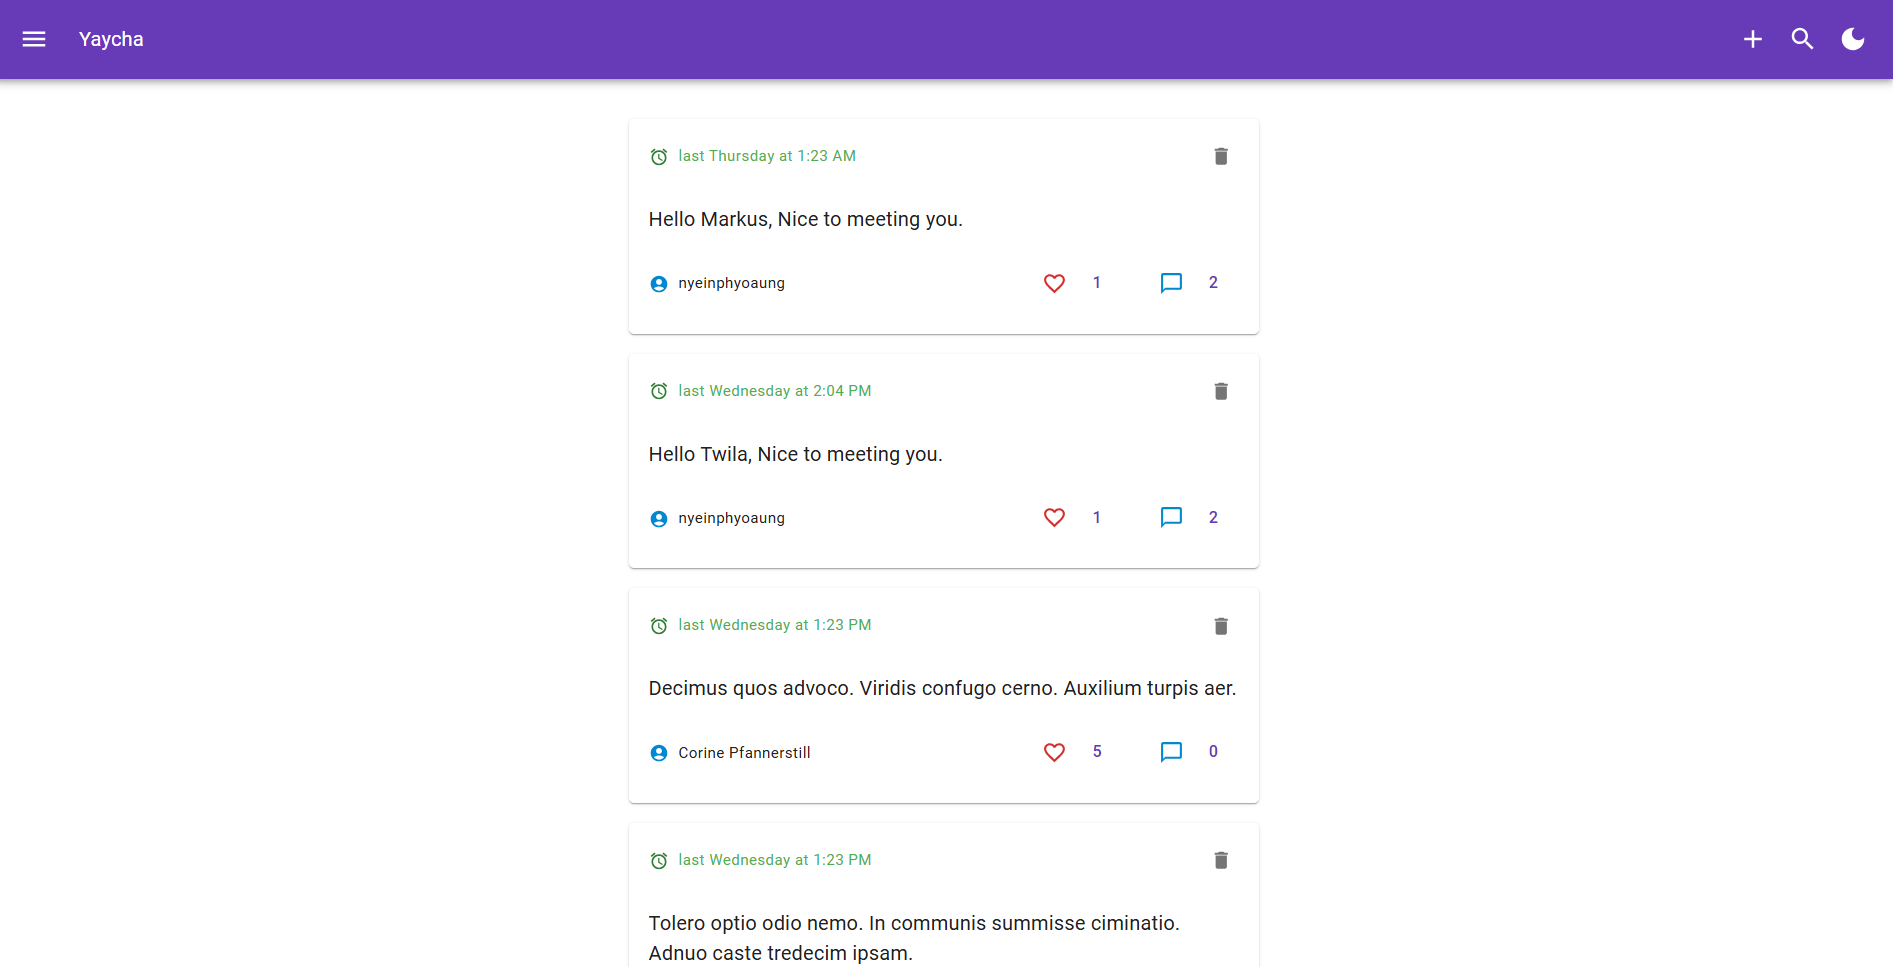 Yaycha
last Thursday at 1:23 AM
Hello Markus, Nice to meeting you.
nyeinphyoaung 1 2
last Wednesday at 2:04 PM
Hello Twila, Nice to meeting you.
nyeinphyoaung 1 2
last Wednesday at 1:23 PM
Decimus quos advoco. Viridis confugo cerno. Auxilium turpis aer.
Corine Pfannerstill 5 0
last Wednesday at 1:23 PM
Tolero optio odio nemo. In communis summisse ciminatio.
Adnuo caste tredecim ipsam.